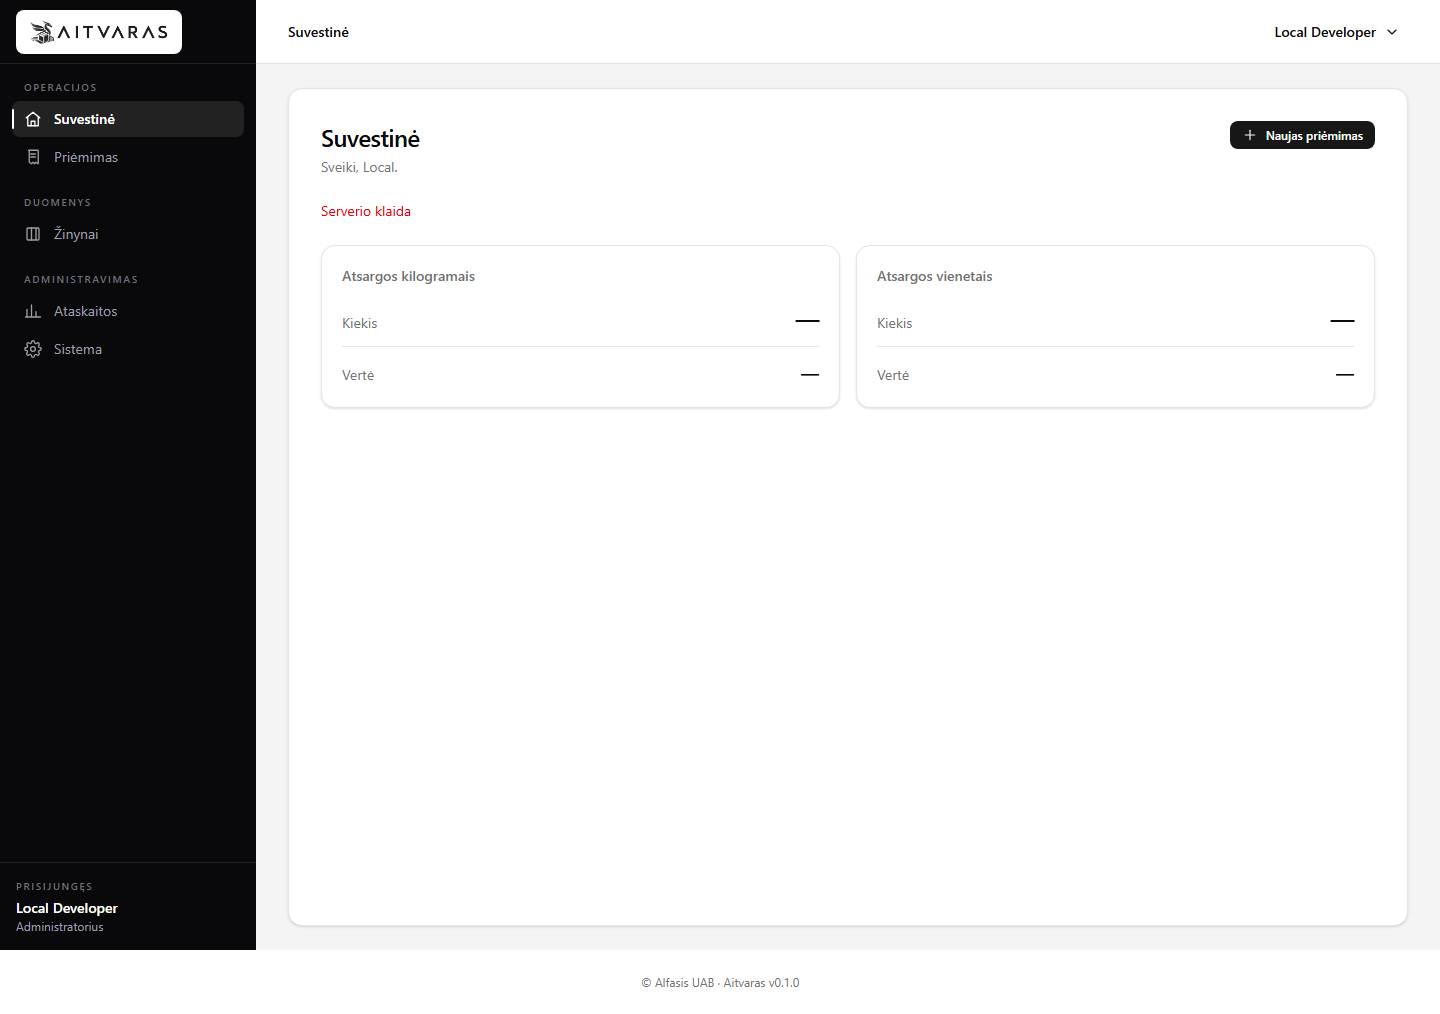 AITVARAS
Suvestinė
Local Developer
OPERACIJOS
Suvestinė
Priėmimas
DUOMENYS
Žinynai
ADMINISTRAVIMAS
Ataskaitos
Sistema
PRISIJUNGĘS
Local Developer
Administratorius
Suvestinė
Naujas priėmimas
Sveiki, Local.
Serverio klaida
Atsargos kilogramais
Kiekis —
Vertė —
Atsargos vienetais
Kiekis —
Vertė —
© Alfasis UAB · Aitvaras v0.1.0